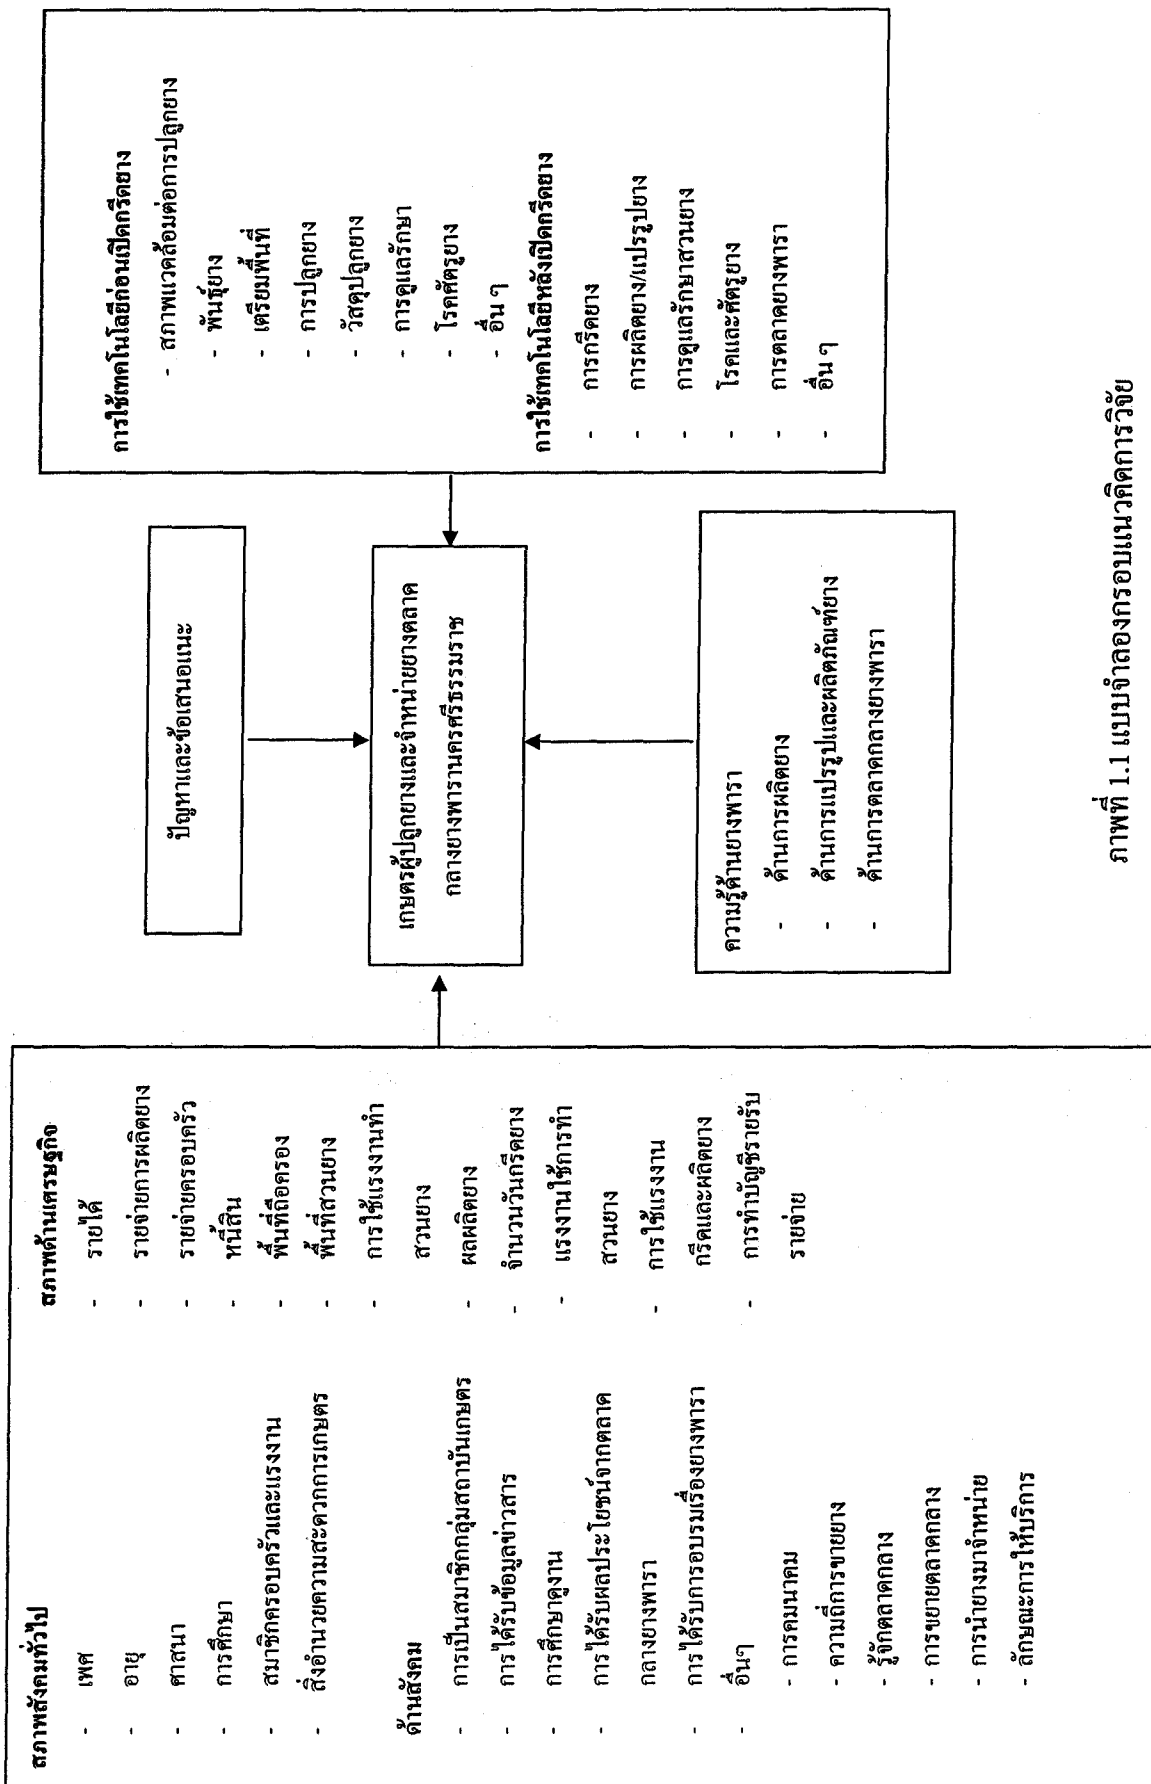 สภาพสังคมทั่วไป
- เพศ
- อายุ
- ศาสนา
- การศึกษา
- สมาชิกครอบครัวและแรงงาน
- สิ่งอำนวยความสะดวกการเกษตร
ด้านสังคม
- การเป็นสมาชิกกลุ่มสถาบันเกษตร
- การได้รับข้อมูลข่าวสาร
- การศึกษาดูงาน
- การได้รับผลประโยชน์จากตลาด
กลางยางพารา
- การได้รับการอบรมเรื่องยางพารา
- อื่นๆ
- การคมนาคม
- ความถี่การขายยาง
- รู้จักตลาดกลาง
- การขยายตลาดกลาง
- การนำยางมาจำหน่าย
- ลักษณะการให้บริการ
สภาพด้านเศรษฐกิจ
- รายได้
- รายจ่ายการผลิตยาง
- รายจ่ายครอบครัว
- หนี้สิน
- พื้นที่ถือครอง
- พื้นที่สวนยาง
- การใช้แรงงานทำ
สวนยาง
- ผลผลิตยาง
- จำนวนวันกรีดยาง
- แรงงานใช้การทำ
สวนยาง
- การใช้แรงงาน
กรีดและผลิตยาง
- การทำบัญชีรายรับ
รายจ่าย
ปัญหาและข้อเสนอแนะ
เกษตรผู้ปลูกยางและจำหน่ายยางตลาด
กลางยางพารานครศรีธรรมราช
ความรู้ด้านยางพารา
- ด้านการผลิตยาง
- ด้านการแปรรูปและผลิตภัณฑ์ยาง
- ด้านการตลาดกลางยางพารา
การใช้เทคโนโลยีก่อนเปิดกรีดยาง
- สภาพแวดล้อมต่อการปลูกยาง
- พันธุ์ยาง
- เตรียมพื้นที่
- การปลูกยาง
- วัสดุปลูกยาง
- การดูแลรักษา
- โรคศัตรูยาง
- อื่น ๆ
การใช้เทคโนโลยีหลังเปิดกรีดยาง
- การกรีดยาง
- การผลิตยาง/แปรรูปยาง
- การดูแลรักษาสวนยาง
- โรคและศัตรูยาง
- การตลาดยางพารา
- อื่น ๆ
ภาพที่ 1.1 แบบจำลองกรอบแนวคิดการวิจัย